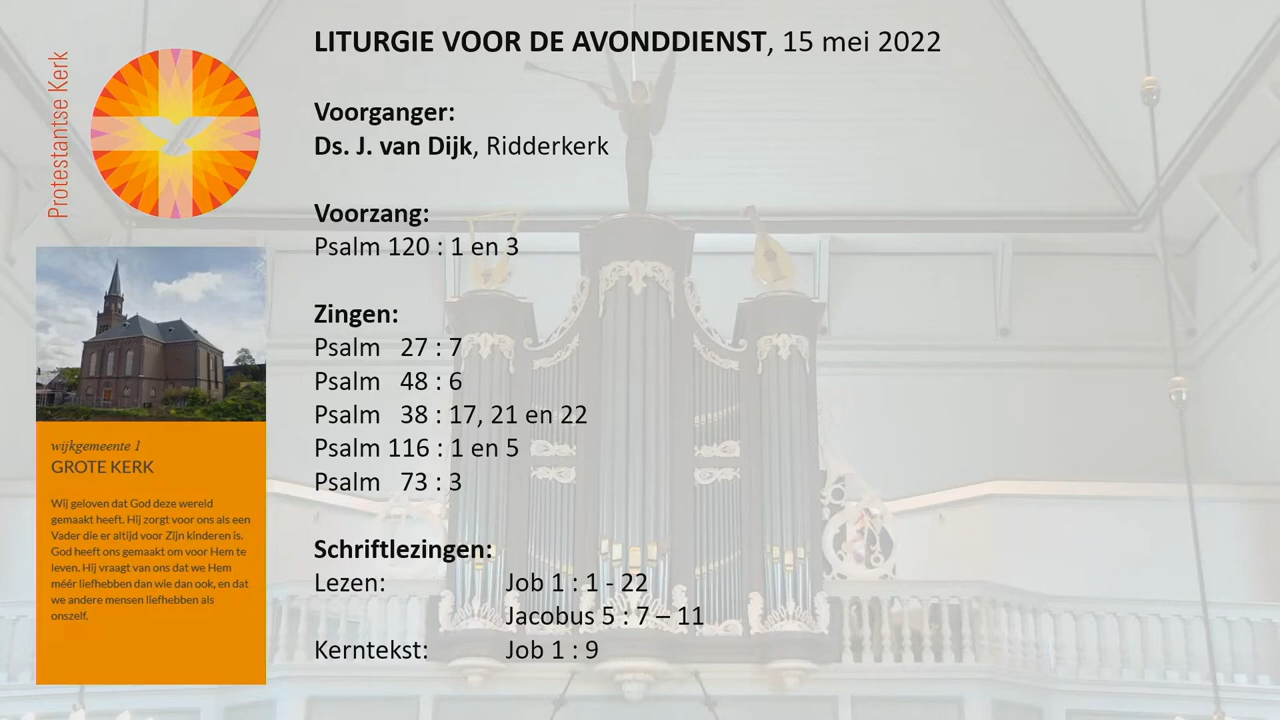 Protestantse Kerk
wijkgemeente 1
GROTE KERK
Wij geloven dat God deze wereld
gemaakt heeft. Hij zorgt voor ons als een
Vader die er altijd voor Zijn kinderen is.
God heeft ons gemaakt om voor Hem te
leven. Hij vraagt van ons dat we Hem
méér liefhebben dan wie dan ook, en dat
we andere mensen liefhebben als
onszelf.
LITURGIE VOOR DE AVONDDIENST, 15 mei 2022
Voorganger:
Ds. J. van Dijk, Ridderkerk
Voorzang:
Psalm 120 : 1 en 3
Zingen:
Psalm 27 : 7
Psalm 48 : 6
Psalm 38 : 17, 21 en 22
Psalm 116 : 1 en 5
Psalm 73 : 3
Schriftlezingen:
Lezen: Job 1 : 1 - 22
Jacobus 5 : 7 – 11
Kerntekst: Job 1 : 9